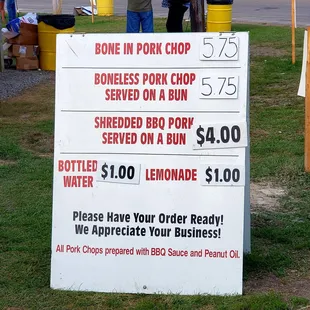 BONE IN PORK CHOP 5.75
BONELESS PORK CHOP
SERVED ON A BUN 5.75
SHREDDED BBQ PORK
SERVED ON A BUN $4.00
BOTTLED
WATER $1.00 LEMONADE $1.00
Please Have Your Order Ready!
We Appreciate Your Business!
All Pork Chops prepared with BBQ Sauce and Peanut Oil.